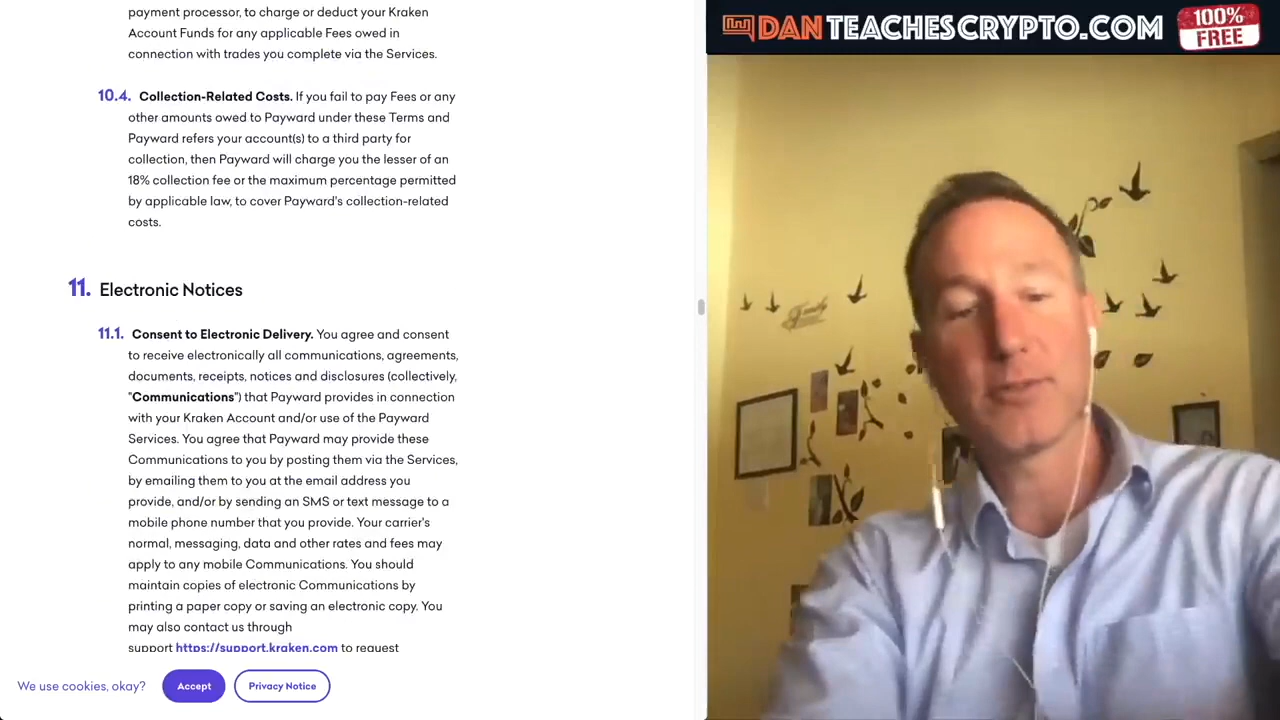 payment processor, to charge or deduct your Kraken
Account Funds for any applicable Fees owed in
connection with trades you complete via the Services.
10.4. Collection-Related Costs. If you fail to pay Fees or any
other amounts owed to Payward under these Terms and
Payward refers your account(s) to a third party for
collection, then Payward will charge you the lesser of an
18% collection fee or the maximum percentage permitted
by applicable law, to cover Payward's collection-related
costs.
11. Electronic Notices
11.1. Consent to Electronic Delivery. You agree and consent
to receive electronically all communications, agreements,
documents, receipts, notices and disclosures (collectively,
"Communications") that Payward provides in connection
with your Kraken Account and/or use of the Payward
Services. You agree that Payward may provide these
Communications to you by posting them via the Services,
by emailing them to you at the email address you
provide, and/or by sending an SMS or text message to a
mobile phone number that you provide. Your carrier's
normal, messaging, data and other rates and fees may
apply to any mobile Communications. You should
maintain copies of electronic Communications by
printing a paper copy or saving an electronic copy. You
may also contact us through
support https://support.kraken.com to request
We use cookies, okay? Accept Privacy Notice
DANTEACHESCRYPTO.COM
100%
FREE
Family